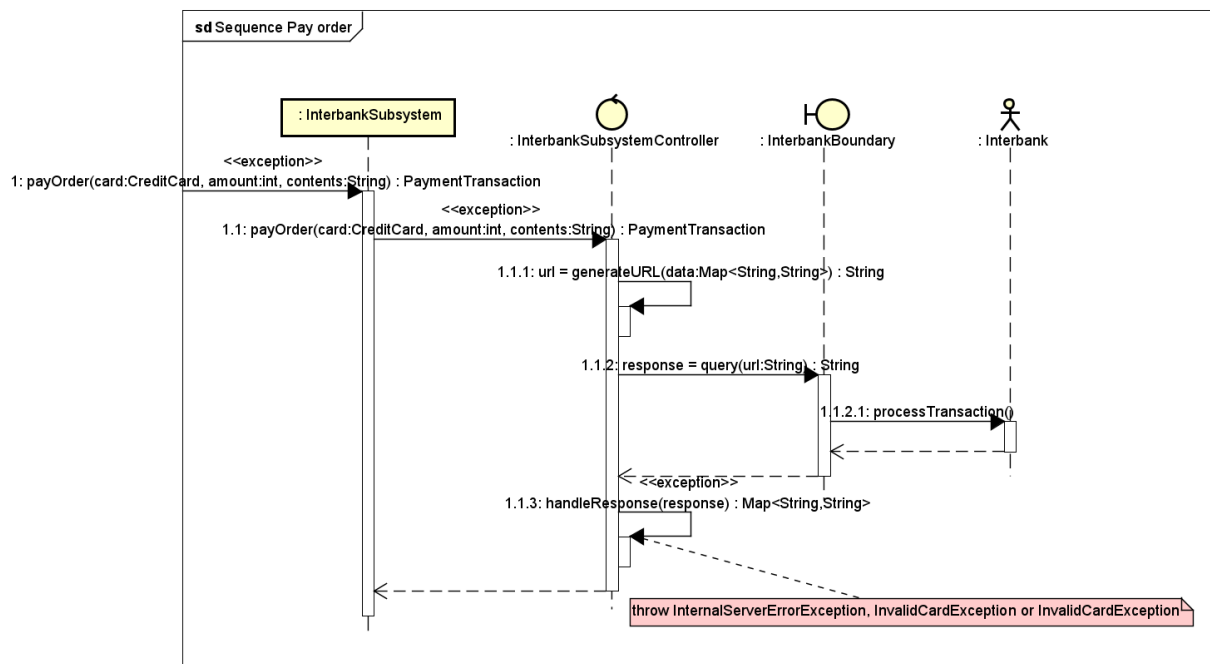 sd Sequence Pay order
: InterbankSubsystem
: InterbankSubsystemController
: InterbankBoundary
: Interbank
<<exception>>
1: payOrder(card:CreditCard, amount:int, contents:String) : PaymentTransaction
<<exception>>
1.1: payOrder(card:CreditCard, amount:int, contents:String) : PaymentTransaction
1.1.1: url = generateURL(data:Map<String,String>) : String
1.1.2: response = query(url:String) : String
1.1.2.1: processTransaction()
<<exception>>
1.1.3: handleResponse(response) : Map<String,String>
throw InternalServerErrorException, InvalidCardException or InvalidCardException